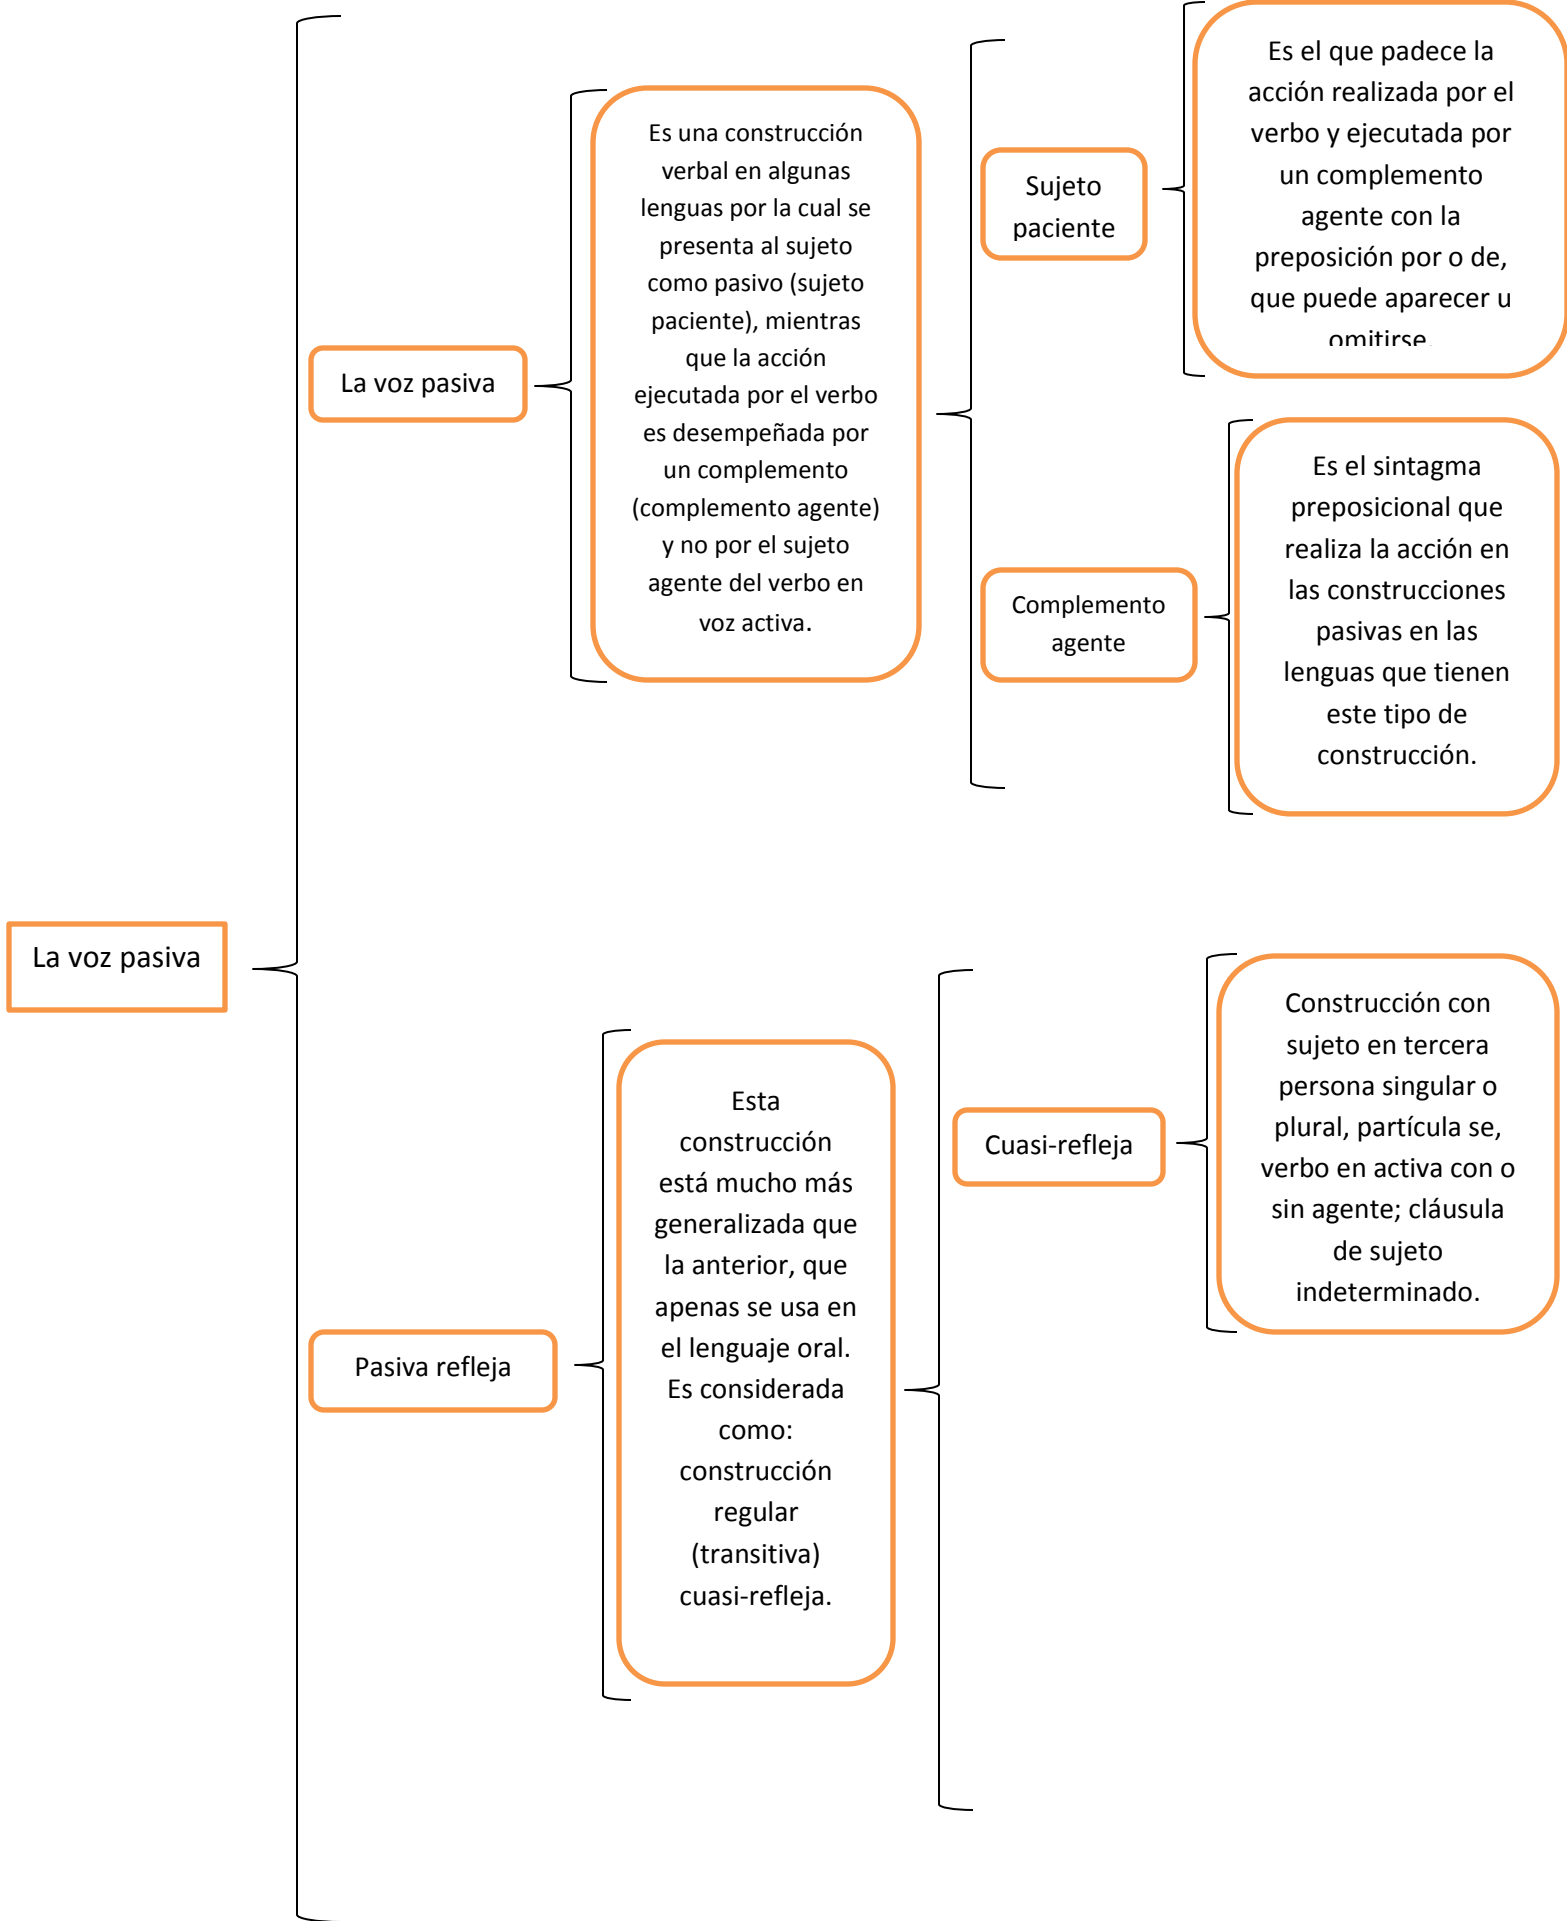 La voz pasiva
La voz pasiva
Es una construcción
verbal en algunas
lenguas por la cual se
presenta al sujeto
como pasivo (sujeto
paciente), mientras
que la acción
ejecutada por el verbo
es desempeñada por
un complemento
(complemento agente)
y no por el sujeto
agente del verbo en
voz activa.
Sujeto
paciente
Es el que padece la
acción realizada por el
verbo y ejecutada por
un complemento
agente con la
preposición por o de,
que puede aparecer u
omitirse.
Complemento
agente
Es el sintagma
preposicional que
realiza la acción en
las construcciones
pasivas en las
lenguas que tienen
este tipo de
construcción.
Pasiva refleja
Esta
construcción
está mucho más
generalizada que
la anterior, que
apenas se usa en
el lenguaje oral.
Es considerada
como:
construcción
regular
(transitiva)
cuasi-refleja.
Cuasi-refleja
Construcción con
sujeto en tercera
persona singular o
plural, partícula se,
verbo en activa con o
sin agente; cláusula
de sujeto
indeterminado.